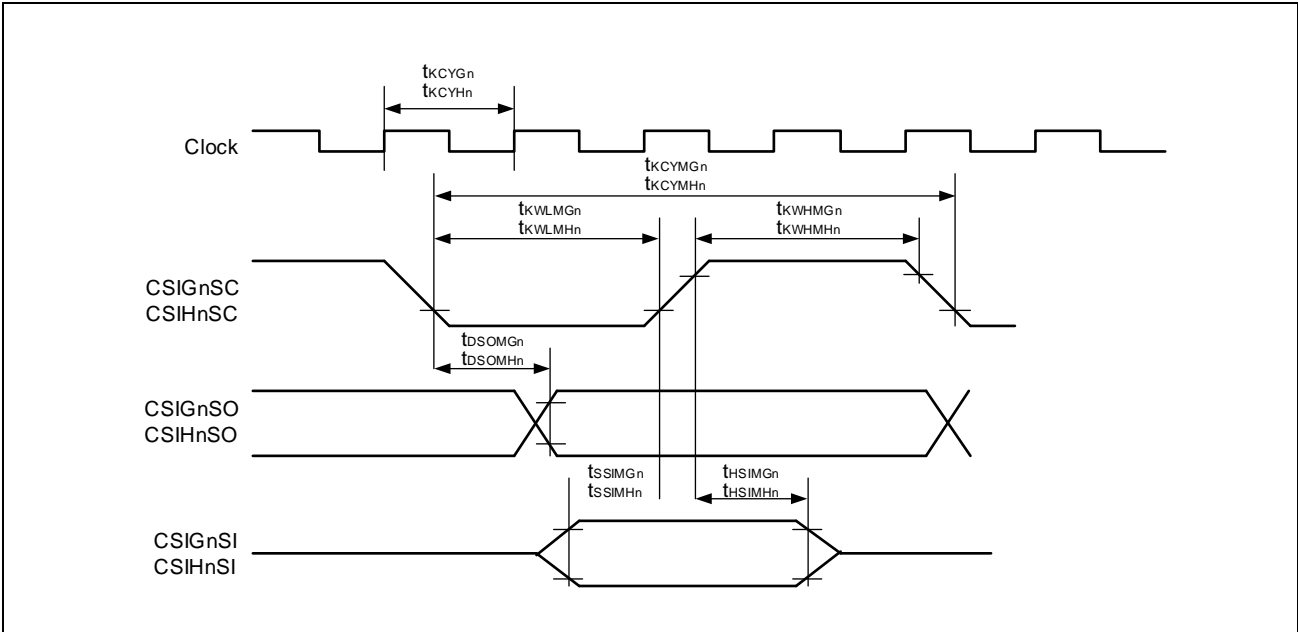 tKCYGn
tKCYHn
Clock
tKCYMGn
tKCYMHn
tKWLMGn
tKWLMHn
tKWHMGn
tKWHMHn
CSIGnSC
CSIHnSC
tDSOMGn
tDSOMHn
CSIGnSO
CSIHnSO
tSSIMGn
tSSIMHn
tHSIMGn
tHSIMHn
CSIGnSI
CSIHnSI